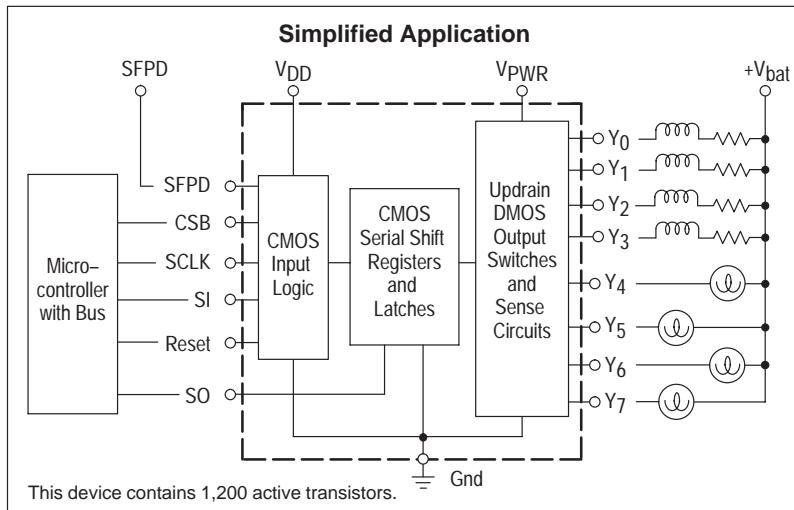 Simplified Application
SFPD
VDD
VPWR
+Vbat
SFPD
CSB
SCLK
SI
Reset
SO
Micro–
controller
with Bus
CMOS
Input
Logic
CMOS
Serial Shift
Registers
and
Latches
Updrain
DMOS
Output
Switches
and
Sense
Circuits
Y0
Y1
Y2
Y3
Y4
Y5
Y6
Y7
Gnd
This device contains 1,200 active transistors.